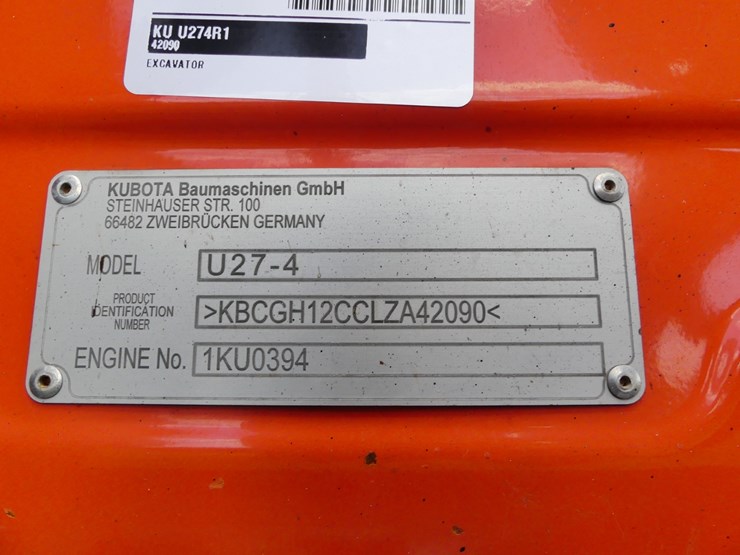 KU U274R1
42090
EXCAVATOR
KUBOTA Baumaschinen GmbH
STEINHAUSER STR. 100
66482 ZWEIBRÜCKEN GERMANY
MODEL U27-4
PRODUCT
IDENTIFICATION
NUMBER
>KBCGH12CCLZA42090<
ENGINE No. 1KU0394